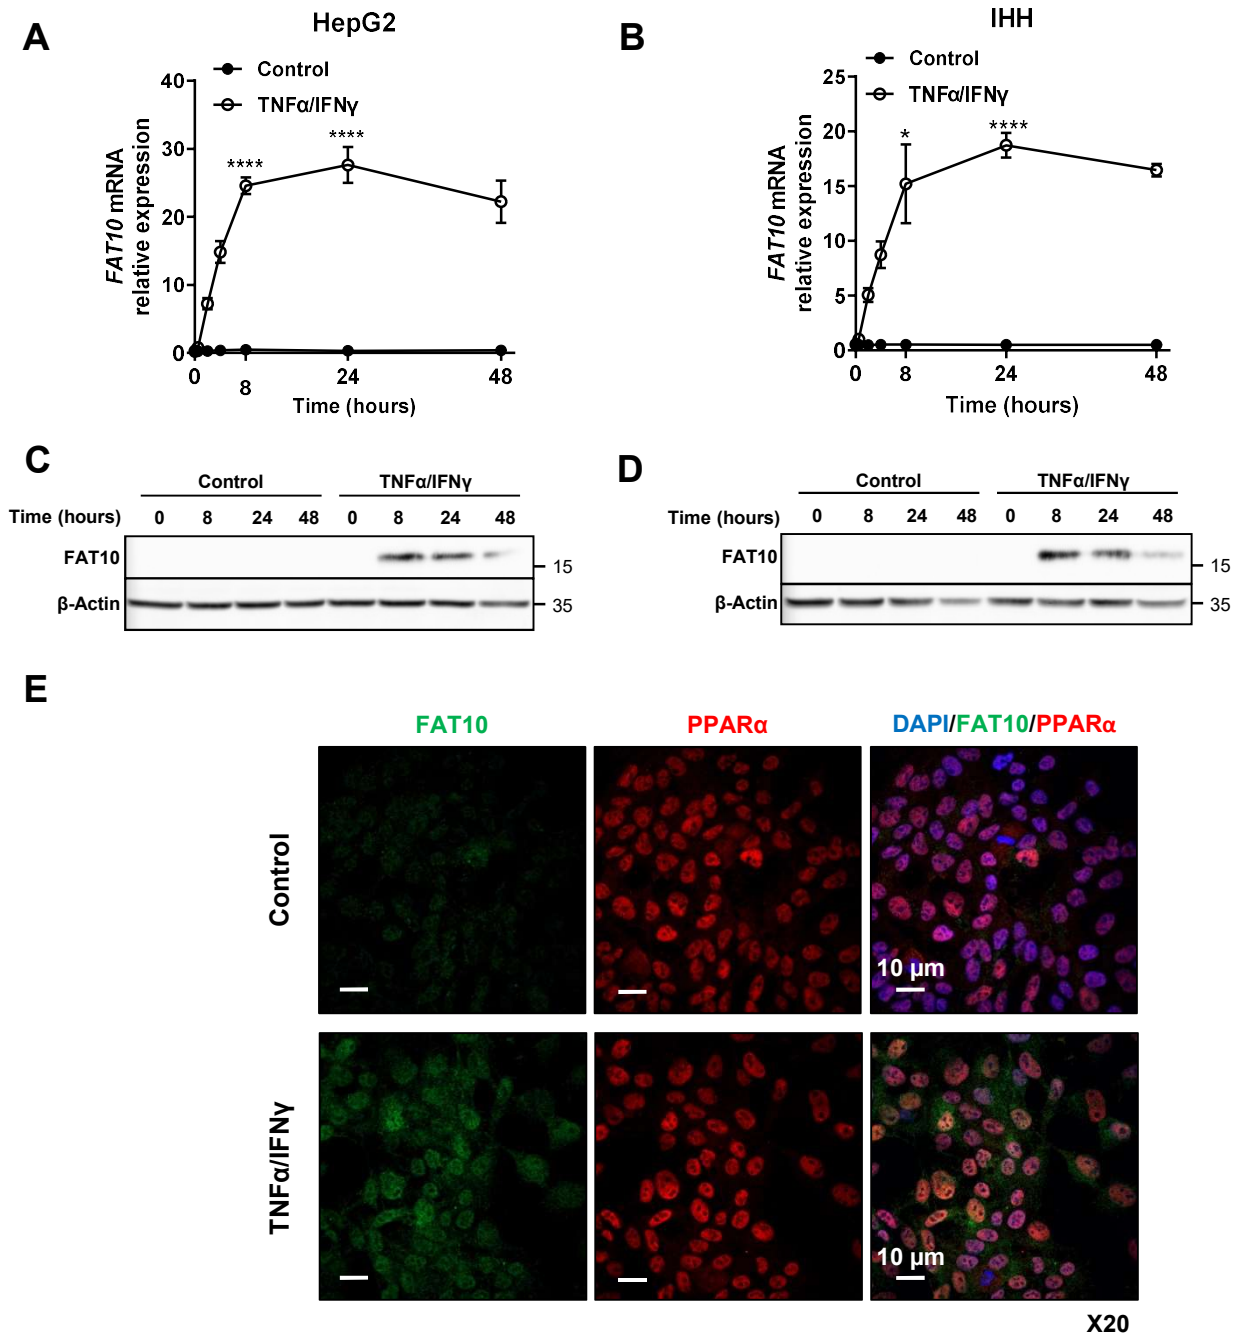 A
HepG2
Control
TNFα/IFNγ
40
30
20
10
0
****
****
FAT10 mRNA
relative expression
0
8
24
48
Time (hours)
B
IHH
Control
TNFα/IFNγ
25
20
15
10
5
0
*
****
FAT10 mRNA
relative expression
0
8
24
48
Time (hours)
C
Control
TNFα/IFNγ
Time (hours) 0 8 24 48 0 8 24 48
FAT10
15
β-Actin
35
D
Control
TNFα/IFNγ
Time (hours) 0 8 24 48 0 8 24 48
FAT10
15
β-Actin
35
E
FAT10
PPARα
DAPI/FAT10/PPARα
Control
10 μm
TNFα/IFNγ
10 μm
X20